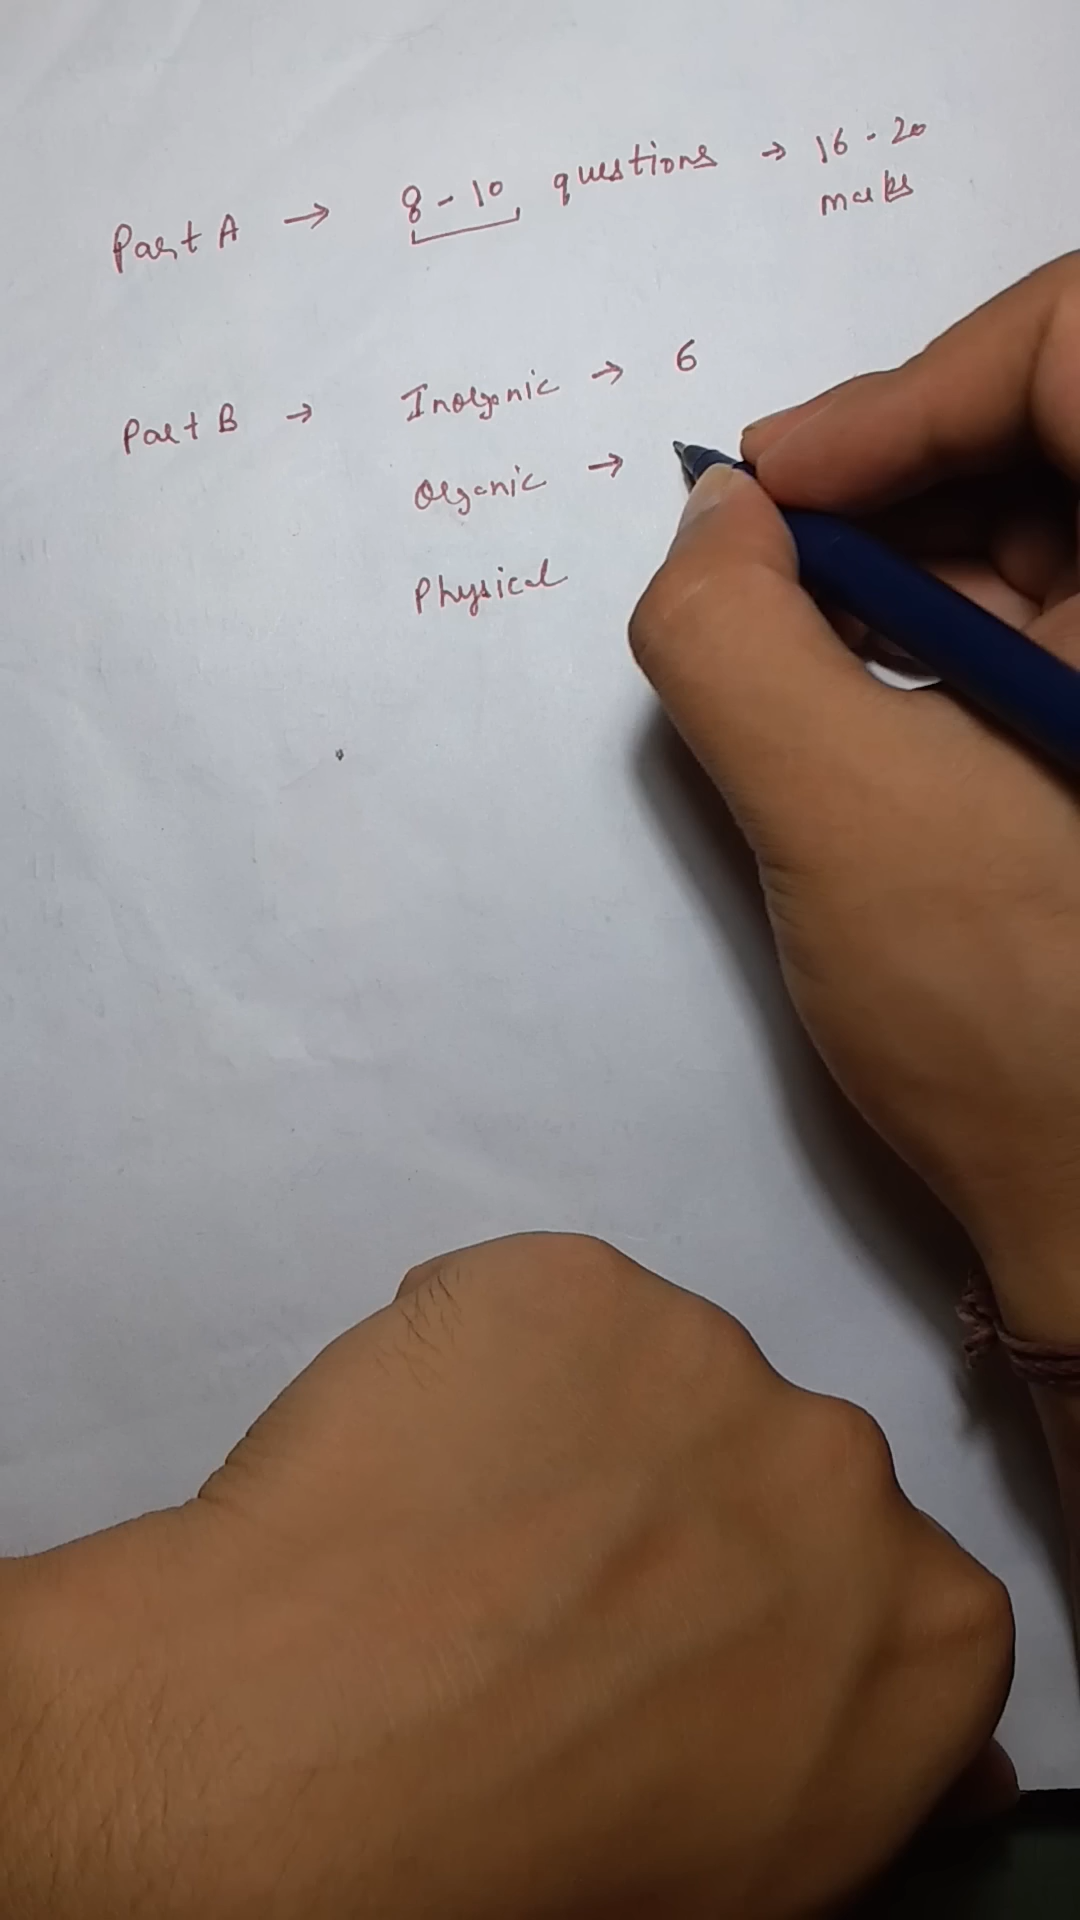 Part A → 8-10 questions → 16-20
marks
Part B → Inorganic → 6
Organic →
Physical